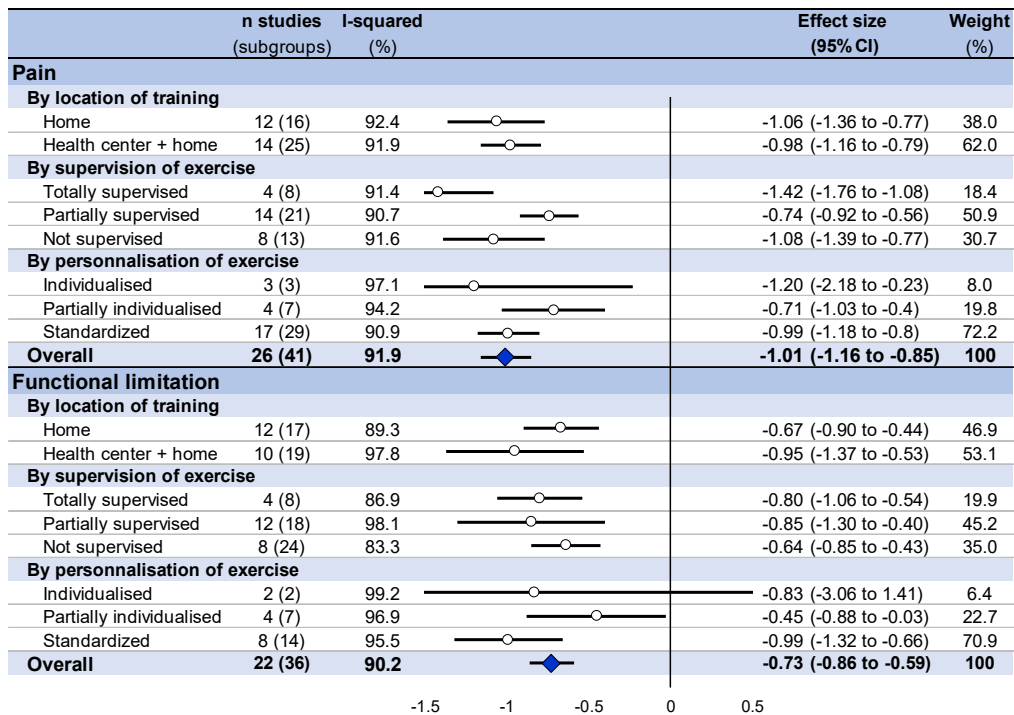 n studies I-squared Effect size Weight
(subgroups) (%) (95% CI) (%)
Pain
By location of training
Home 12 (16) 92.4 -1.06 (-1.36 to -0.77) 38.0
Health center + home 14 (25) 91.9 -0.98 (-1.16 to -0.79) 62.0
By supervision of exercise
Totally supervised 4 (8) 91.4 -1.42 (-1.76 to -1.08) 18.4
Partially supervised 14 (21) 90.7 -0.74 (-0.92 to -0.56) 50.9
Not supervised 8 (13) 91.6 -1.08 (-1.39 to -0.77) 30.7
By personnalisation of exercise
Individualised 3 (3) 97.1 -1.20 (-2.18 to -0.23) 8.0
Partially individualised 4 (7) 94.2 -0.71 (-1.03 to -0.4) 19.8
Standardized 17 (29) 90.9 -0.99 (-1.18 to -0.8) 72.2
Overall 26 (41) 91.9 -1.01 (-1.16 to -0.85) 100
Functional limitation
By location of training
Home 12 (17) 89.3 -0.67 (-0.90 to -0.44) 46.9
Health center + home 10 (19) 97.8 -0.95 (-1.37 to -0.53) 53.1
By supervision of exercise
Totally supervised 4 (8) 86.9 -0.80 (-1.06 to -0.54) 19.9
Partially supervised 12 (18) 98.1 -0.85 (-1.30 to -0.40) 45.2
Not supervised 8 (24) 83.3 -0.64 (-0.85 to -0.43) 35.0
By personnalisation of exercise
Individualised 2 (2) 99.2 -0.83 (-3.06 to 1.41) 6.4
Partially individualised 4 (7) 96.9 -0.45 (-0.88 to -0.03) 22.7
Standardized 8 (14) 95.5 -0.99 (-1.32 to -0.66) 70.9
Overall 22 (36) 90.2 -0.73 (-0.86 to -0.59) 100
-1.5 -1 -0.5 0 0.5